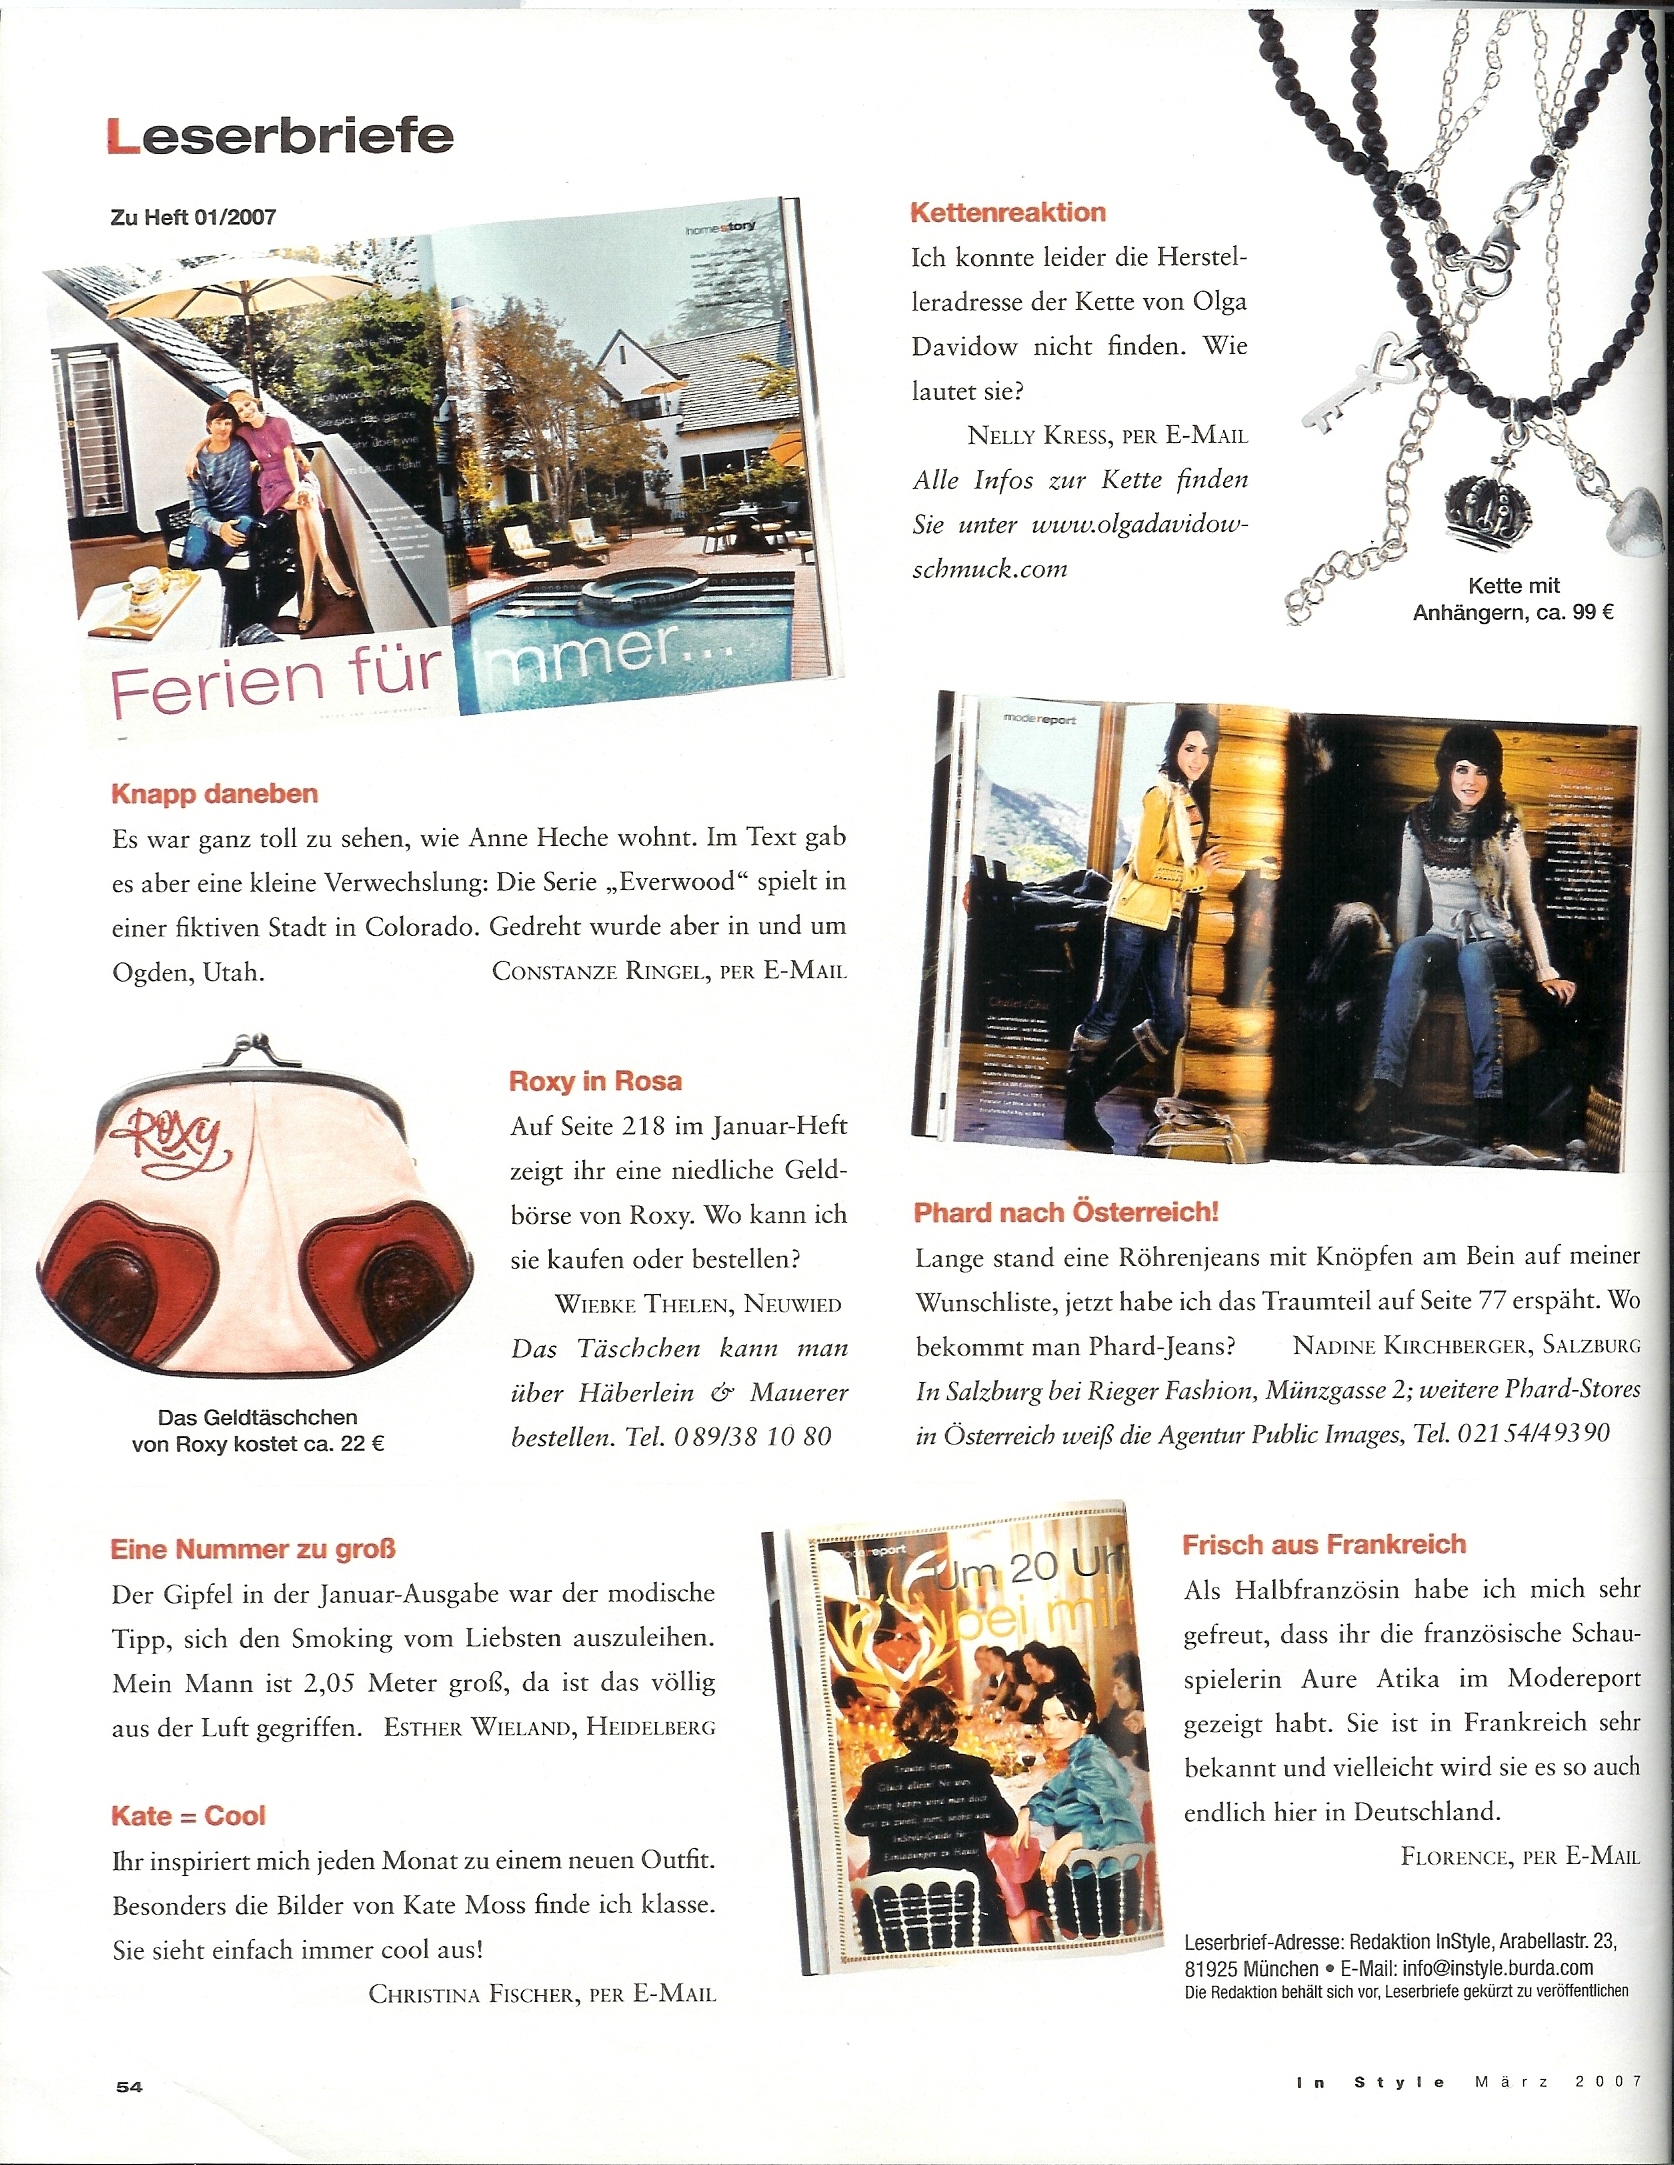 Leserbriefe
Zu Heft 01/2007
homestory
Ferien für Immer...
Knapp daneben
Es war ganz toll zu sehen, wie Anne Heche wohnt. Im Text gab
es aber eine kleine Verwechslung: Die Serie „Everwood“ spielt in
einer fiktiven Stadt in Colorado. Gedreht wurde aber in und um
Ogden, Utah. CONSTANZE RINGEL, PER E-MAIL
ROXY
Das Geldtäschchen
von Roxy kostet ca. 22 €
Roxy in Rosa
Auf Seite 218 im Januar-Heft
zeigt ihr eine niedliche Geld-
börse von Roxy. Wo kann ich
sie kaufen oder bestellen?
WIEBKE THELEN, NEUWIED
Das Täschchen kann man
über Häberlein & Mauerer
bestellen. Tel. 089/38 10 80
Eine Nummer zu groß
Der Gipfel in der Januar-Ausgabe war der modische
Tipp, sich den Smoking vom Liebsten auszuleihen.
Mein Mann ist 2,05 Meter groß, da ist das völlig
aus der Luft gegriffen. ESTHER WIELAND, HEIDELBERG
Kate = Cool
Ihr inspiriert mich jeden Monat zu einem neuen Outfit.
Besonders die Bilder von Kate Moss finde ich klasse.
Sie sieht einfach immer cool aus!
CHRISTINA FISCHER, PER E-MAIL
Kettenreaktion
Ich konnte leider die Herstel-
leradresse der Kette von Olga
Davidow nicht finden. Wie
lautet sie?
NELLY KRESS, PER E-MAIL
Alle Infos zur Kette finden
Sie unter www.olgadavidow-
schmuck.com
Kette mit
Anhängern, ca. 99 €
modereport
Phard nach Österreich!
Lange stand eine Röhrenjeans mit Knöpfen am Bein auf meiner
Wunschliste, jetzt habe ich das Traumteil auf Seite 77 erspäht. Wo
bekommt man Phard-Jeans? NADINE KIRCHBERGER, SALZBURG
In Salzburg bei Rieger Fashion, Münzgasse 2; weitere Phard-Stores
in Österreich weiß die Agentur Public Images, Tel. 02154/49390
modereport
Um 20 Uhr
bei mir
Frisch aus Frankreich
Als Halbfranzösin habe ich mich sehr
gefreut, dass ihr die französische Schau-
spielerin Aure Atika im Modereport
gezeigt habt. Sie ist in Frankreich sehr
bekannt und vielleicht wird sie es so auch
endlich hier in Deutschland.
FLORENCE, PER E-MAIL
Leserbrief-Adresse: Redaktion InStyle, Arabellastr. 23,
81925 München • E-Mail: info@instyle.burda.com
Die Redaktion behält sich vor, Leserbriefe gekürzt zu veröffentlichen
54
In Style März 2007